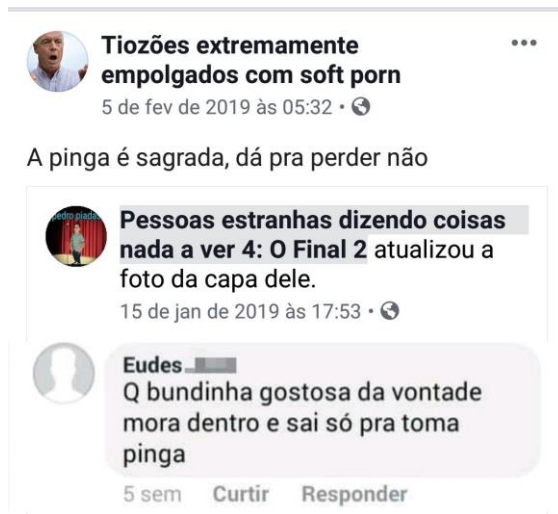 Tiozões extremamente
empolgados com soft porn
5 de fev de 2019 às 05:32 •
A pinga é sagrada, dá pra perder não
pedro piadas
Pessoas estranhas dizendo coisas
nada a ver 4: O Final 2 atualizou a
foto da capa dele.
15 de jan de 2019 às 17:53 •
Eudes
Q bundinha gostosa da vontade
mora dentro e sai só pra toma
pinga
5 sem Curtir Responder